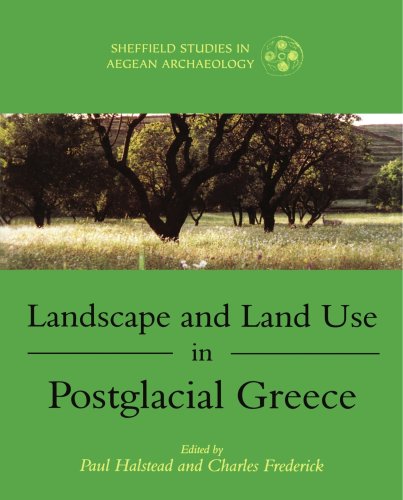 SHEFFIELD STUDIES IN
AEGEAN ARCHAEOLOGY
Landscape and Land Use
in
Postglacial Greece
Edited by
Paul Halstead and Charles Frederick